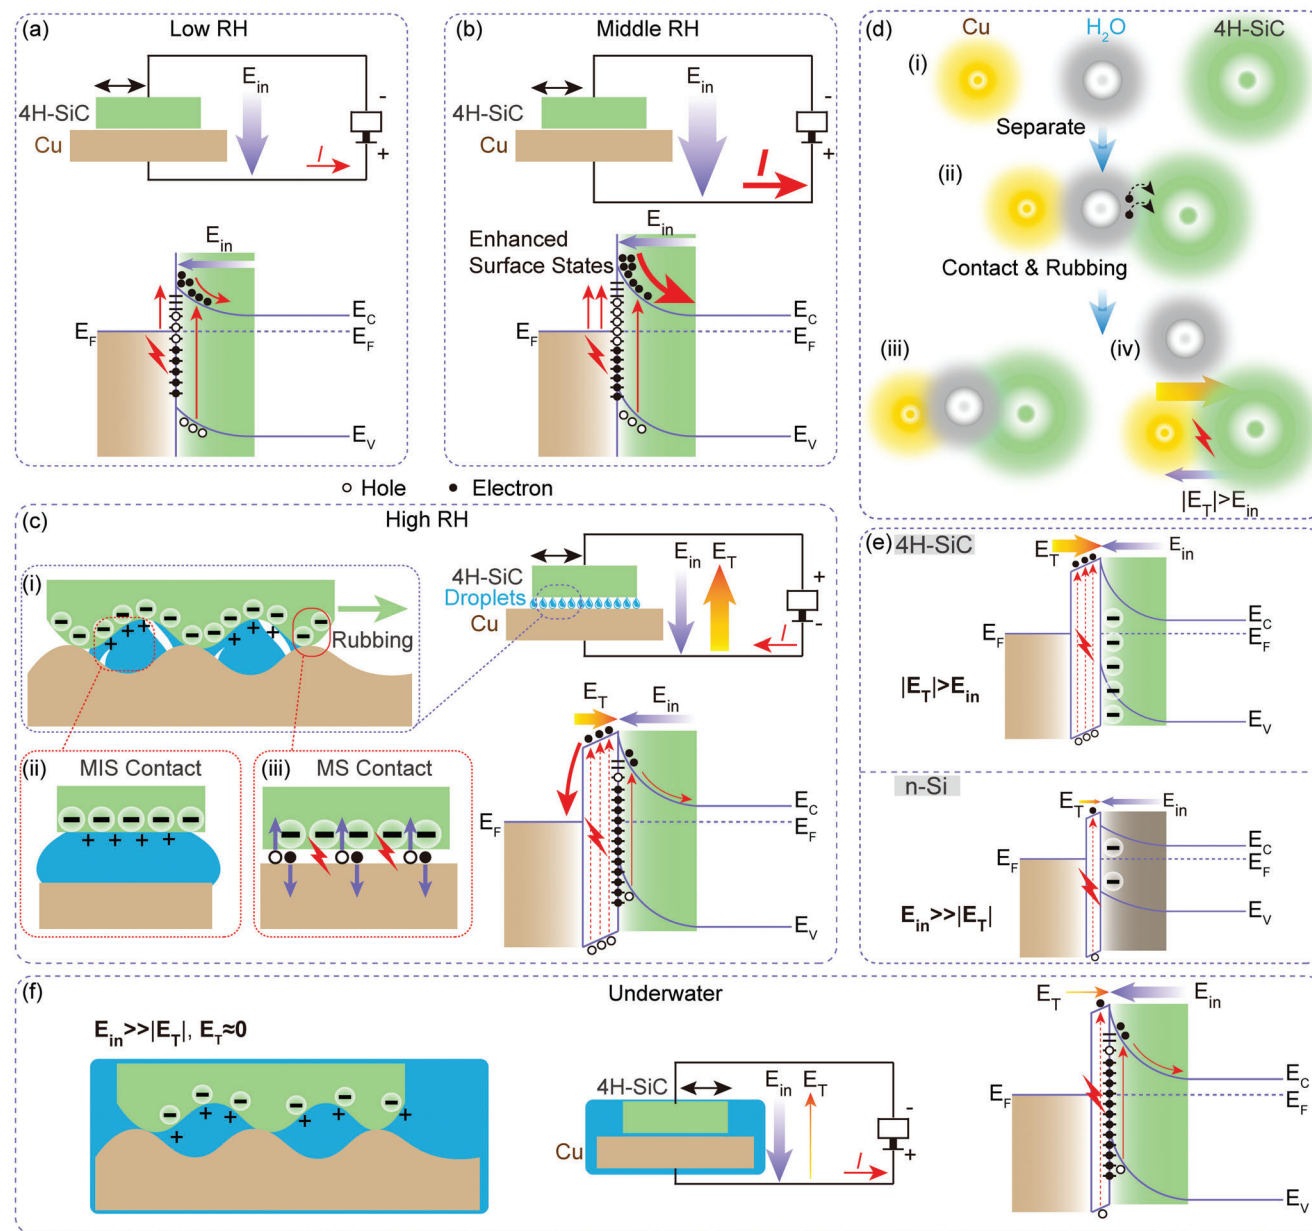 (a)
Low RH
E_in
4H-SiC
Cu
I
-
+
E_in
E_F
E_C
E_F
E_V
(b)
Middle RH
E_in
4H-SiC
Cu
I
-
+
Enhanced
Surface States
E_in
E_F
E_C
E_F
E_V
Hole
Electron
(c)
High RH
(i)
Rubbing
4H-SiC
Droplets
Cu
E_in
E_T
I
+
-
(ii)
MIS Contact
+ + + +
(iii)
MS Contact
E_T
E_in
E_F
E_C
E_F
E_V
(d)
Cu
H₂O
4H-SiC
(i)
Separate
(ii)
Contact & Rubbing
(iii)
(iv)
|E_T|>E_in
(e)
4H-SiC
E_T
E_in
E_F
E_C
E_F
E_V
|E_T|>E_in
n-Si
E_T
E_in
E_F
E_C
E_F
E_V
E_in>>|E_T|
(f)
Underwater
E_in>>|E_T|, E_T≈0
4H-SiC
Cu
E_in
E_T
I
-
+
E_T
E_in
E_F
E_C
E_F
E_V